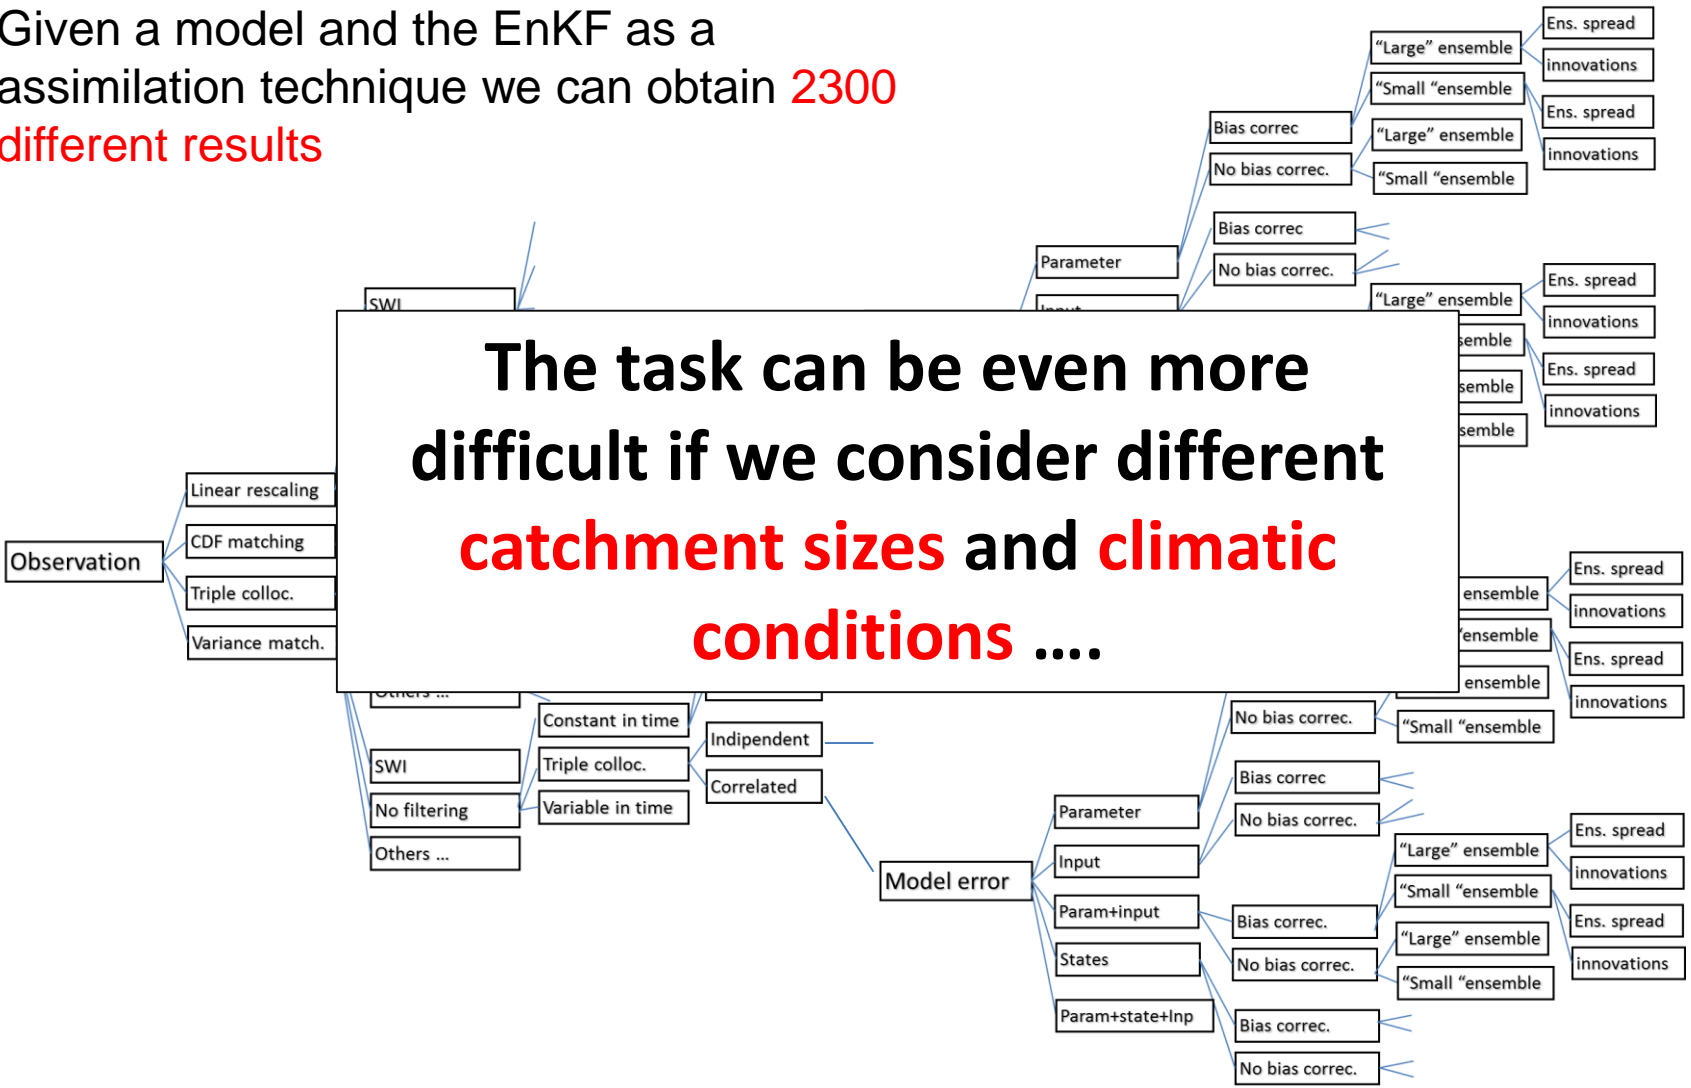 Given a model and the EnKF as a
assimilation technique we can obtain 2300
different results
The task can be even more
difficult if we consider different
catchment sizes and climatic
conditions ....
Observation
Linear rescaling
CDF matching
Triple colloc.
Variance match.
SWI
Others ...
SWI
No filtering
Others ...
Constant in time
Triple colloc.
Variable in time
Indipendent
Correlated
Parameter
Input
Bias correc
No bias correc.
Bias correc
No bias correc.
"Large" ensemble
"Small "ensemble
"Large" ensemble
"Small "ensemble
Ens. spread
innovations
Ens. spread
innovations
"Large" ensemble
semble
semble
semble
Ens. spread
innovations
Ens. spread
innovations
ensemble
'ensemble
ensemble
"Small "ensemble
Ens. spread
innovations
Ens. spread
innovations
No bias correc.
Bias correc
No bias correc.
Model error
Parameter
Input
Param+input
States
Param+state+Inp
Bias correc.
No bias correc.
Bias correc.
No bias correc.
"Large" ensemble
"Small "ensemble
"Large" ensemble
"Small "ensemble
Ens. spread
innovations
Ens. spread
innovations